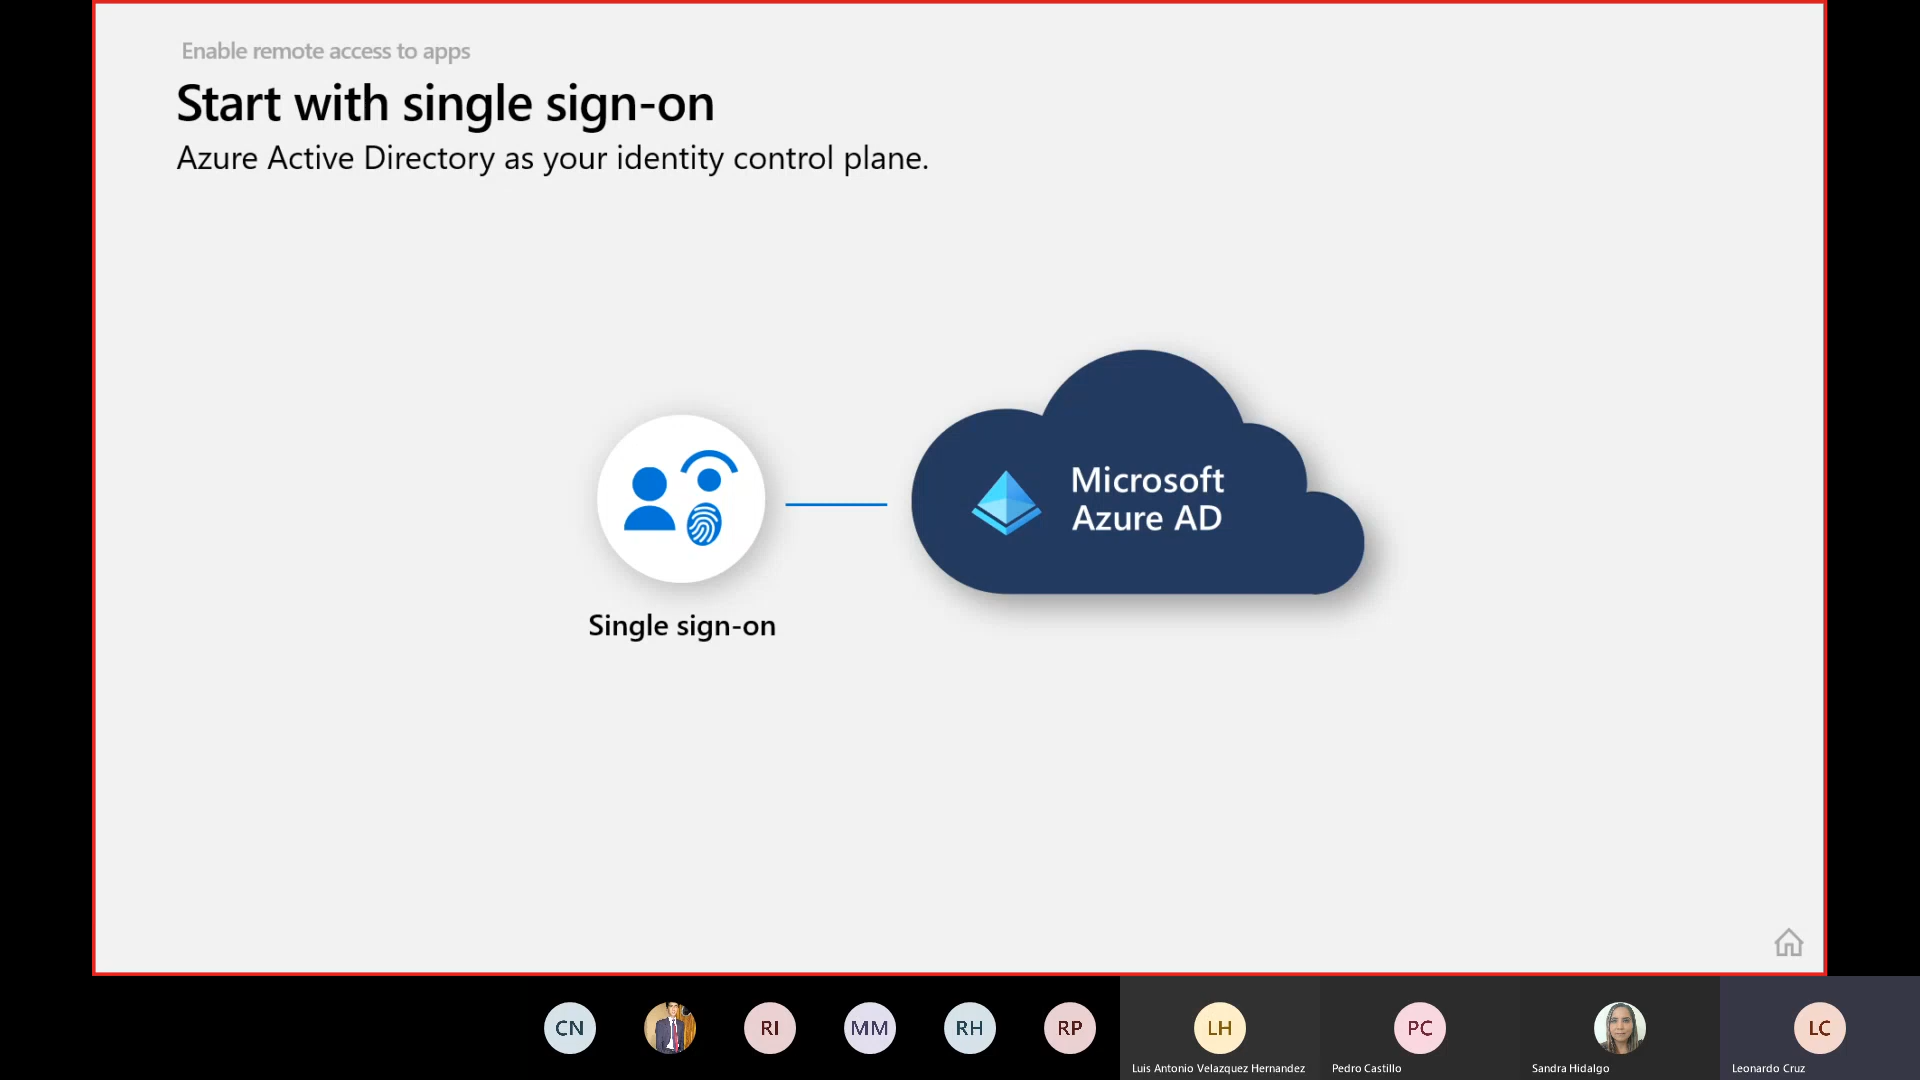 Enable remote access to apps
Start with single sign-on
Azure Active Directory as your identity control plane.
Microsoft
Azure AD
Single sign-on
CN
RI
MM
RH
RP
LH
PC
LC
Luis Antonio Velazquez Hernandez
Pedro Castillo
Sandra Hidalgo
Leonardo Cruz